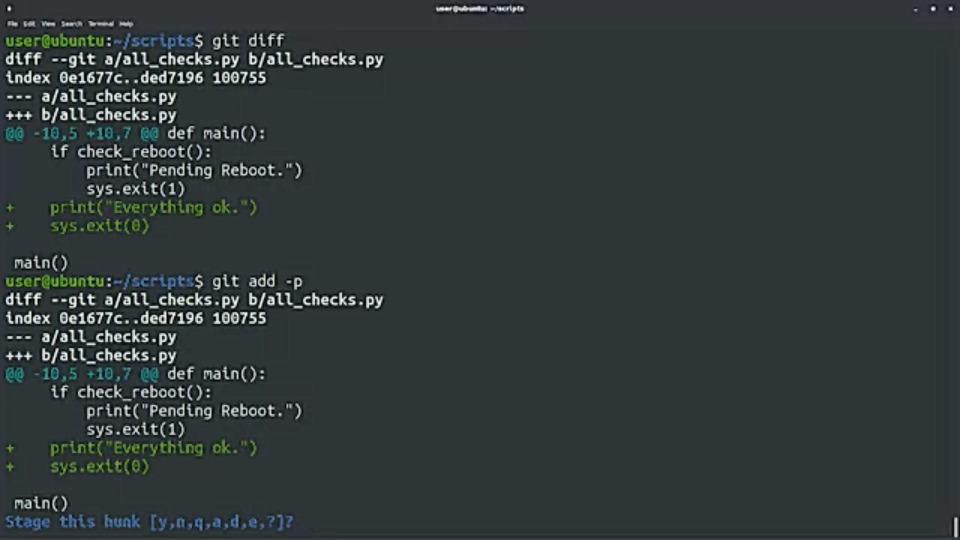 user@ubuntu: ~/scripts
File Edit View Search Terminal Help
user@ubuntu:~/scripts$ git diff
diff --git a/all_checks.py b/all_checks.py
index 0e1677c..ded7196 100755
--- a/all_checks.py
+++ b/all_checks.py
@@ -10,5 +10,7 @@ def main():
     if check_reboot():
         print("Pending Reboot.")
         sys.exit(1)
+    print("Everything ok.")
+    sys.exit(0)
 main()
user@ubuntu:~/scripts$ git add -p
diff --git a/all_checks.py b/all_checks.py
index 0e1677c..ded7196 100755
--- a/all_checks.py
+++ b/all_checks.py
@@ -10,5 +10,7 @@ def main():
     if check_reboot():
         print("Pending Reboot.")
         sys.exit(1)
+    print("Everything ok.")
+    sys.exit(0)
 main()
Stage this hunk [y,n,q,a,d,e,?]?